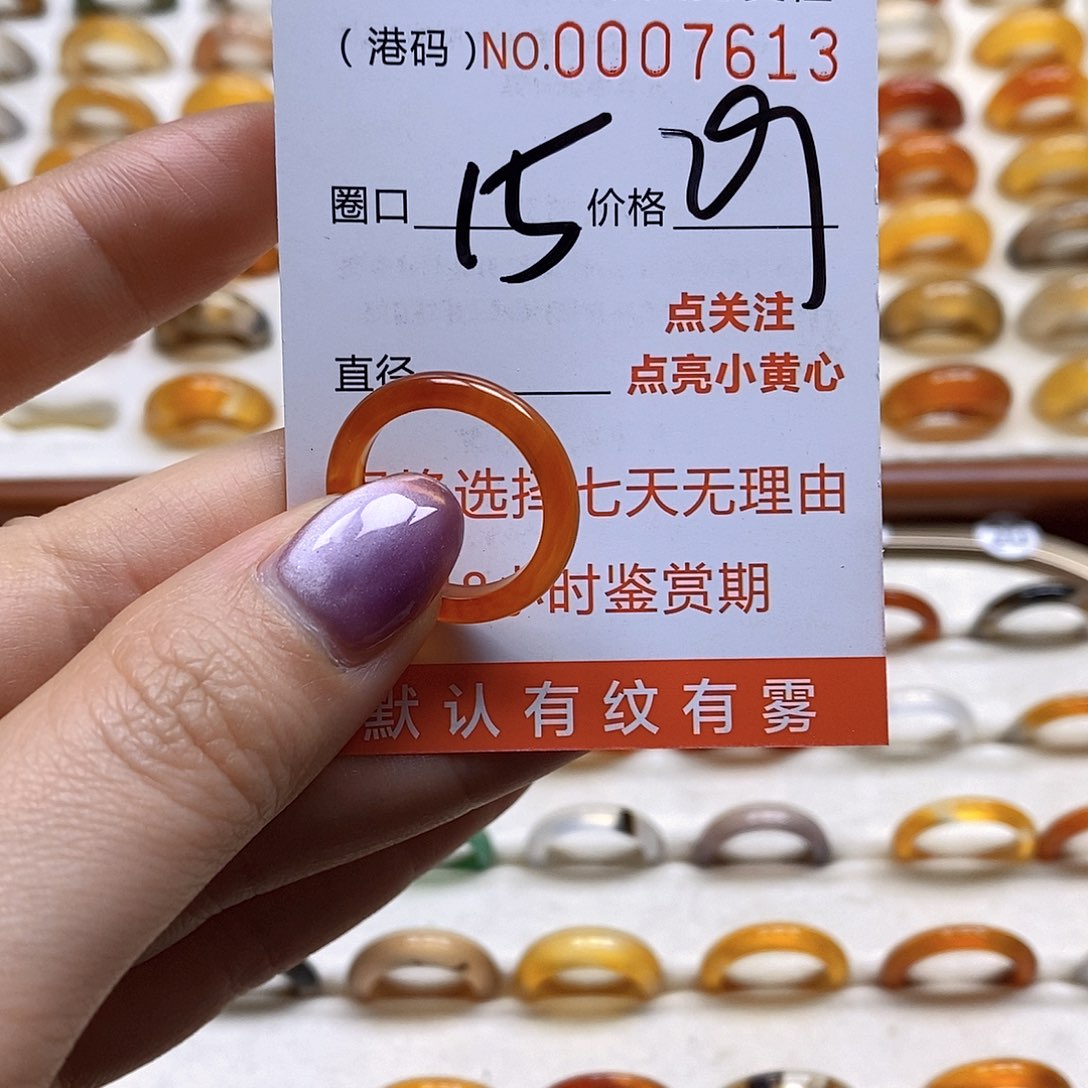 (港码)NO.0007613
圈口 15 价格 29
点关注
直径 点亮小黄心
选择七天无理由
时鉴赏期
默认有纹有雾